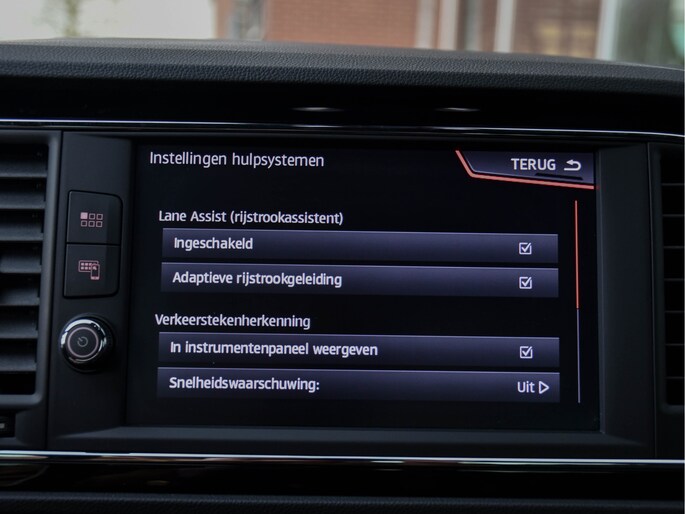 Instellingen hulpsystemen
TERUG
Lane Assist (rijstrookassistent)
Ingeschakeld
Adaptieve rijstrookgeleiding
Verkeerstekenherkenning
In instrumentenpaneel weergeven
Snelheidswaarschuwing: Uit